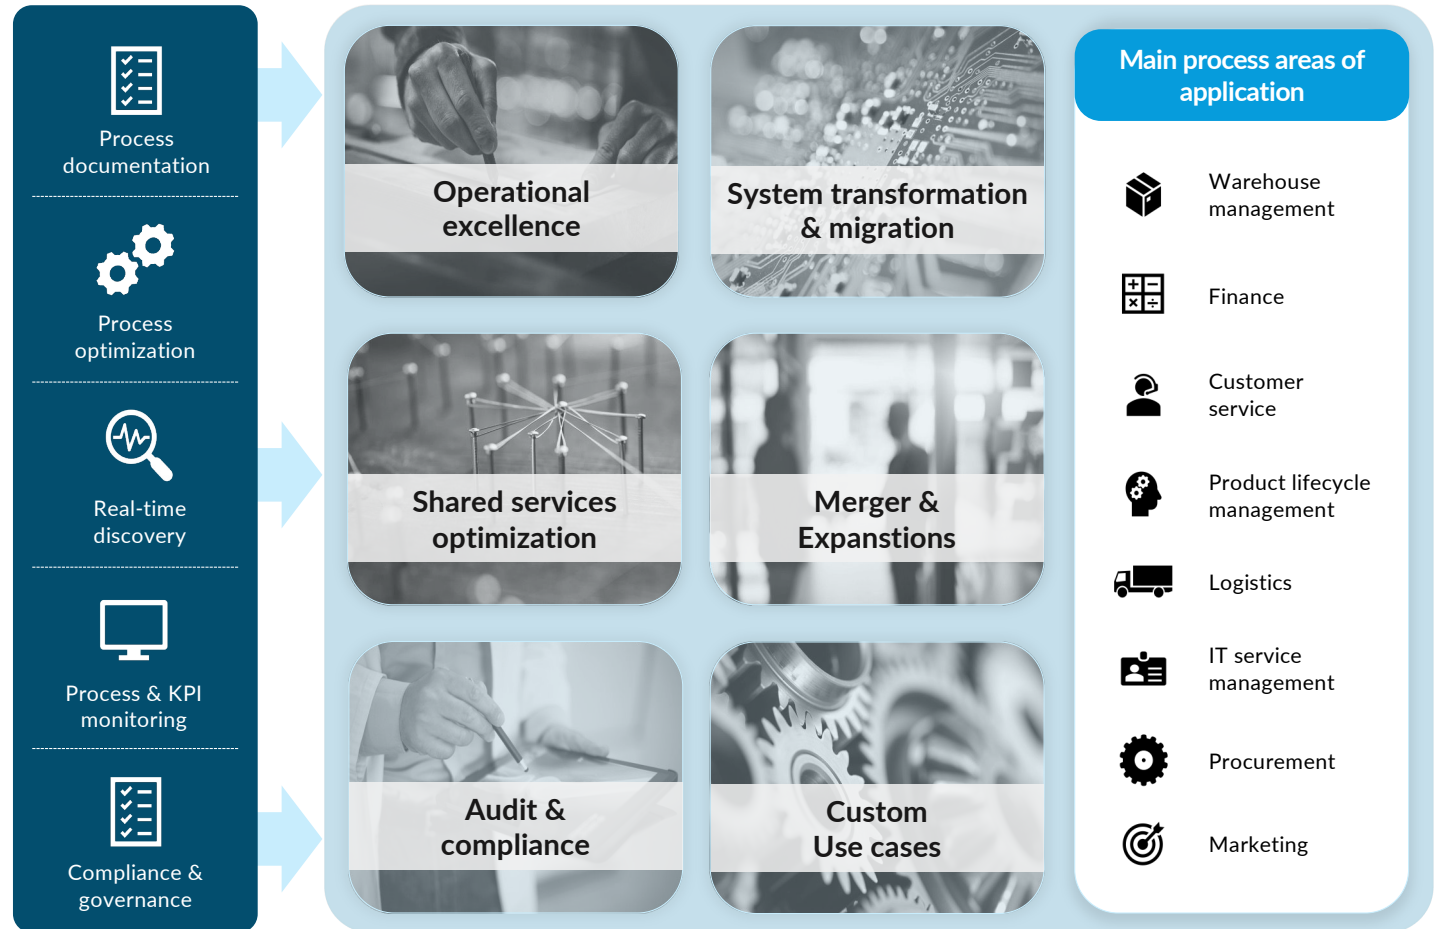 Process
documentation
Process
optimization
Real-time
discovery
Process & KPI
monitoring
Compliance &
governance
Operational
excellence
System transformation
& migration
Shared services
optimization
Merger &
Expanstions
Audit &
compliance
Custom
Use cases
Main process areas of
application
Warehouse
management
Finance
Customer
service
Product lifecycle
management
Logistics
IT service
management
Procurement
Marketing